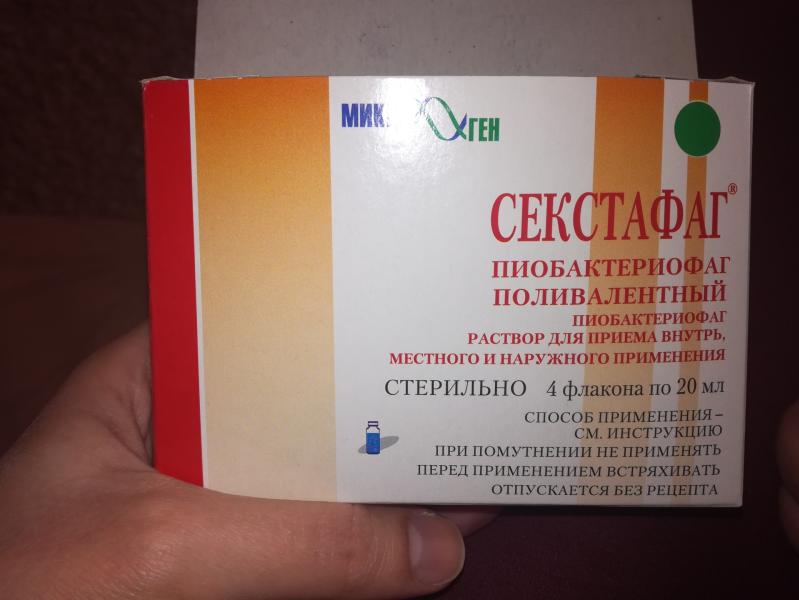 МИК ГЕН
СЕКСТАФАГ®
ПИОБАКТЕРИОФАГ
ПОЛИВАЛЕНТНЫЙ
ПИОБАКТЕРИОФАГ
РАСТВОР ДЛЯ ПРИЕМА ВНУТРЬ,
МЕСТНОГО И НАРУЖНОГО ПРИМЕНЕНИЯ
СТЕРИЛЬНО 4 флакона по 20 мл
СПОСОБ ПРИМЕНЕНИЯ –
СМ. ИНСТРУКЦИЮ
ПРИ ПОМУТНЕНИИ НЕ ПРИМЕНЯТЬ
ПЕРЕД ПРИМЕНЕНИЕМ ВСТРЯХИВАТЬ
ОТПУСКАЕТСЯ БЕЗ РЕЦЕПТА